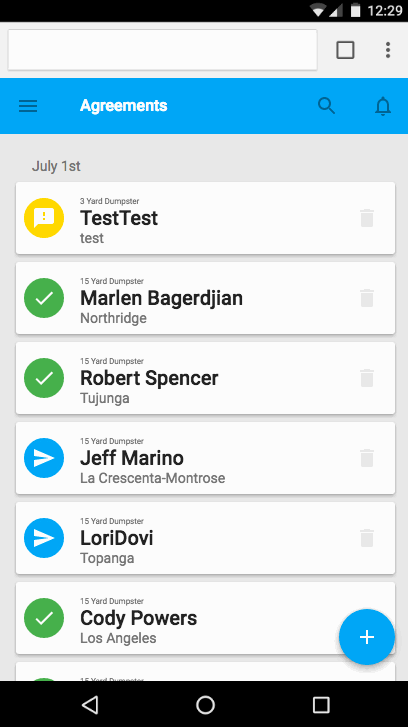 12:29
Agreements
July 1st
3 Yard Dumpster
TestTest
test
15 Yard Dumpster
Marlen Bagerdjian
Northridge
15 Yard Dumpster
Robert Spencer
Tujunga
15 Yard Dumpster
Jeff Marino
La Crescenta-Montrose
15 Yard Dumpster
LoriDovi
Topanga
15 Yard Dumpster
Cody Powers
Los Angeles
15 Yard Dumpster